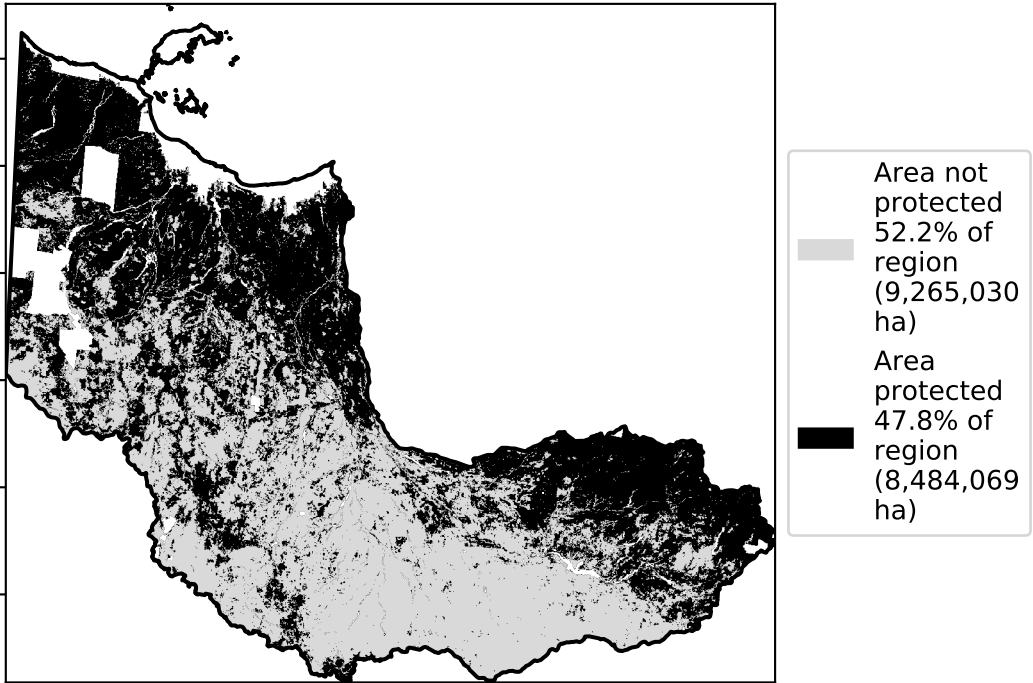 Area not
protected
52.2% of
region
(9,265,030
ha)
Area
protected
47.8% of
region
(8,484,069
ha)